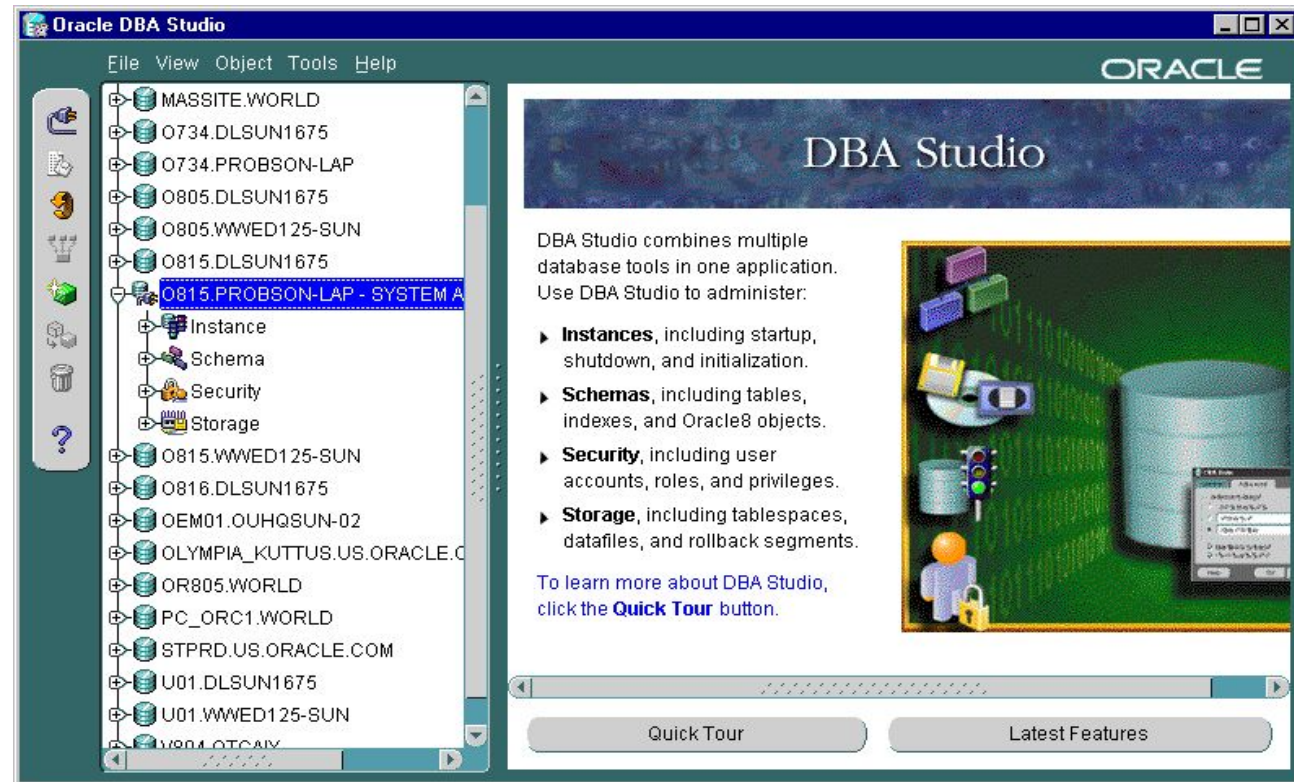 Oracle DBA Studio
File View Object Tools Help
ORACLE
MASSITE.WORLD
O734.DLSUN1675
O734.PROBSON-LAP
O805.DLSUN1675
O805.WWED125-SUN
O815.DLSUN1675
O815.PROBSON-LAP - SYSTEM A
Instance
Schema
Security
Storage
O815.WWED125-SUN
O816.DLSUN1675
OEM01.OUHQSUN-02
OLYMPIA_KUTTUS.US.ORACLE.C
OR805.WORLD
PC_ORC1.WORLD
STPRD.US.ORACLE.COM
U01.DLSUN1675
U01.WWED125-SUN
DBA Studio
DBA Studio combines multiple
database tools in one application.
Use DBA Studio to administer:
Instances, including startup,
shutdown, and initialization.
Schemas, including tables,
indexes, and Oracle8 objects.
Security, including user
accounts, roles, and privileges.
Storage, including tablespaces,
datafiles, and rollback segments.
To learn more about DBA Studio,
click the Quick Tour button.
Quick Tour
Latest Features